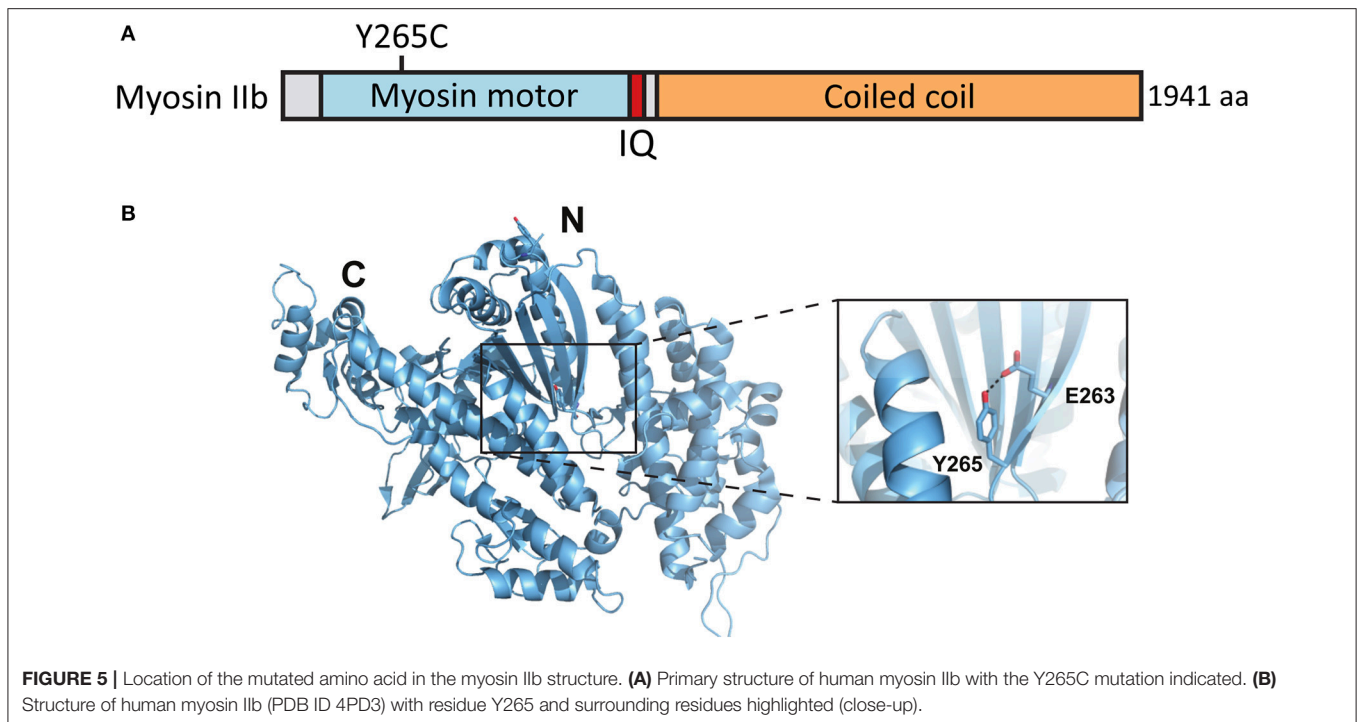 A
Y265C
Myosin IIb
Myosin motor
Coiled coil
1941 aa
IQ
B
N
C
E263
Y265
FIGURE 5 | Location of the mutated amino acid in the myosin IIb structure. (A) Primary structure of human myosin IIb with the Y265C mutation indicated. (B)
Structure of human myosin IIb (PDB ID 4PD3) with residue Y265 and surrounding residues highlighted (close-up).